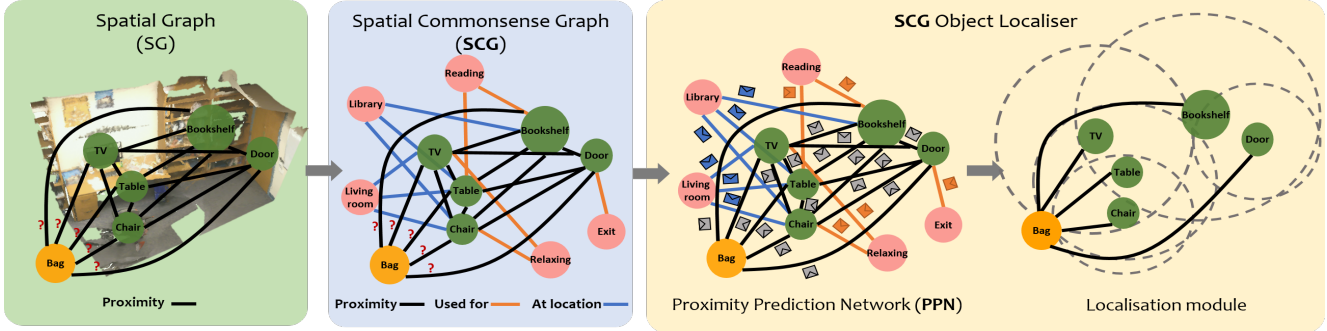 Spatial Graph
(SG)
Bookshelf
TV
Door
Table
Chair
?
?
?
?
?
Bag
Proximity
Spatial Commonsense Graph
(SCG)
Reading
Library
Bookshelf
TV
Door
Living
room
Table
Chair
Exit
?
?
?
?
?
Bag
Relaxing
Proximity
Used for
At location
SCG Object Localiser
Reading
Library
Bookshelf
TV
Door
Living
room
Table
Chair
Exit
Bag
Relaxing
Proximity Prediction Network (PPN)
Bookshelf
TV
Door
Table
Chair
Bag
Localisation module